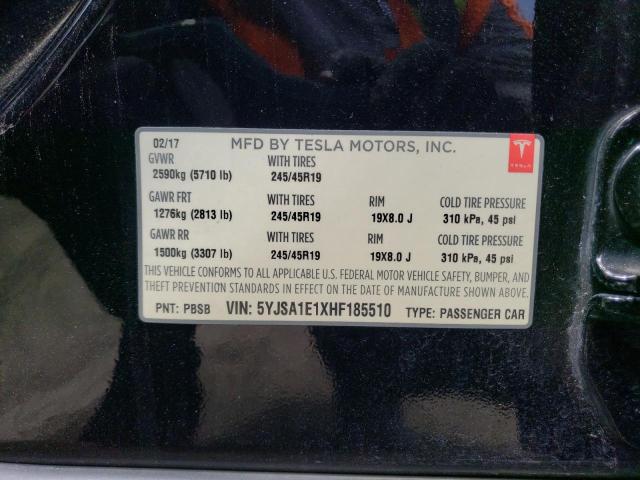 02/17 MFD BY TESLA MOTORS, INC.
GVWR WITH TIRES
2590kg (5710 lb) 245/45R19
TESLA
GAWR FRT WITH TIRES RIM COLD TIRE PRESSURE
1276kg (2813 lb) 245/45R19 19X8.0 J 310 kPa, 45 psi
GAWR RR WITH TIRES RIM COLD TIRE PRESSURE
1500kg (3307 lb) 245/45R19 19X8.0 J 310 kPa, 45 psi
THIS VEHICLE CONFORMS TO ALL APPLICABLE U.S. FEDERAL MOTOR VEHICLE SAFETY, BUMPER, AND
THEFT PREVENTION STANDARDS IN EFFECT ON THE DATE OF MANUFACTURE SHOWN ABOVE.
PNT: PBSB VIN: 5YJSA1E1XHF185510 TYPE: PASSENGER CAR